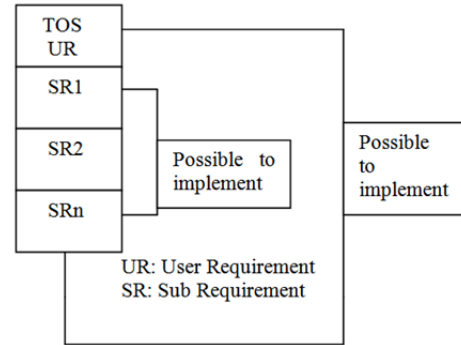 TOS
UR
SR1
SR2
SRn
Possible to
implement
Possible
to
implement
UR: User Requirement
SR: Sub Requirement